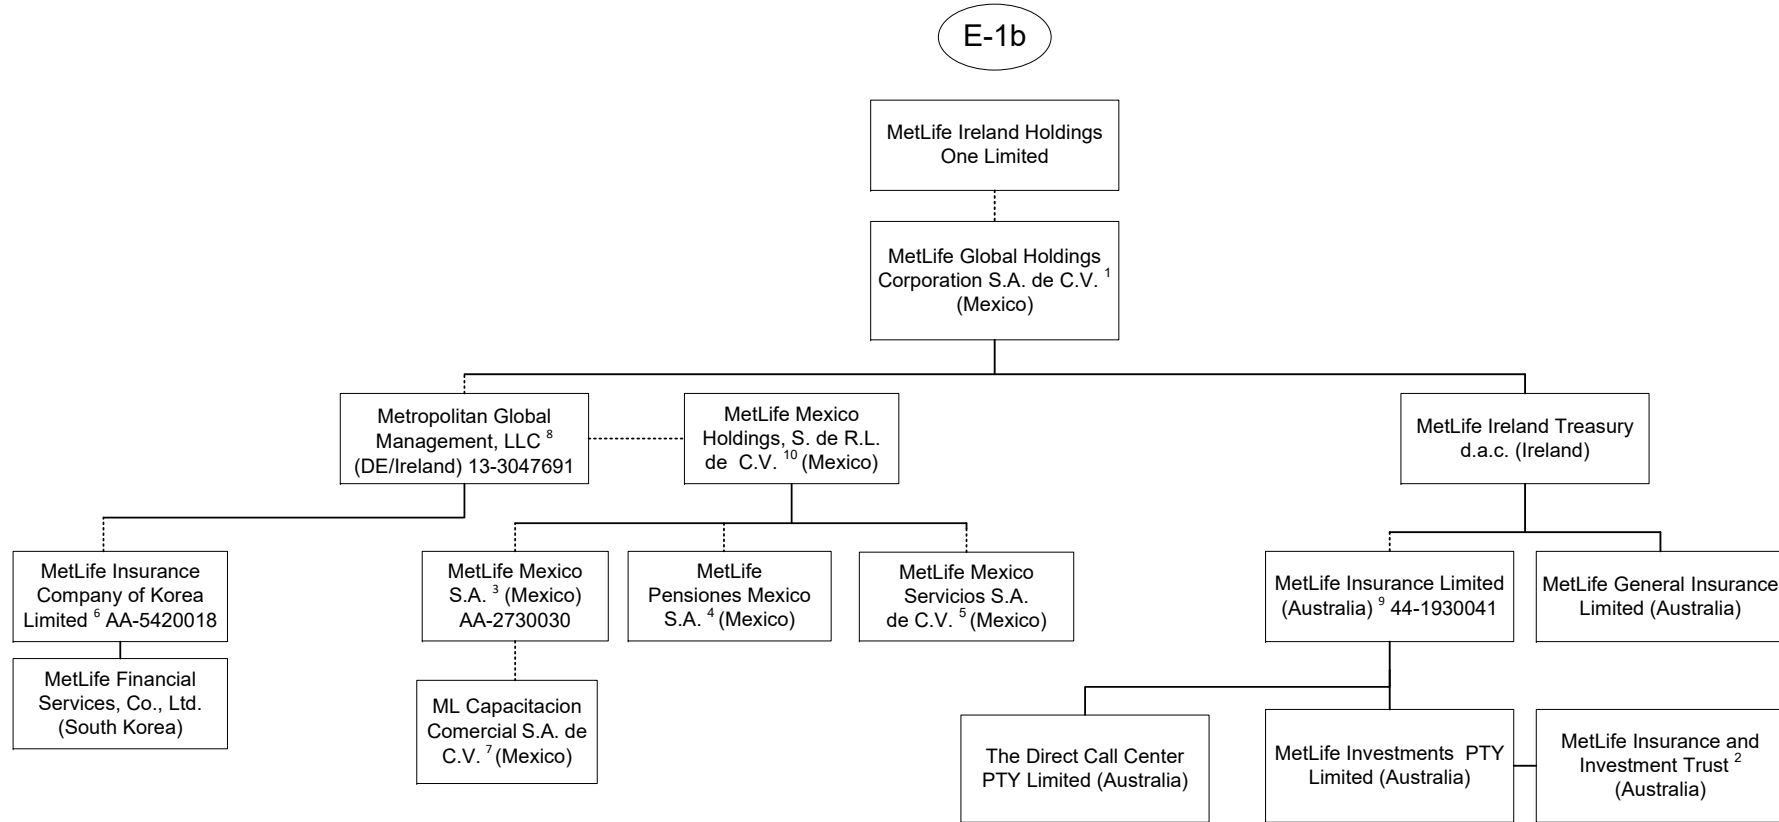 E-1b
MetLife Ireland Holdings
One Limited
MetLife Global Holdings
Corporation S.A. de C.V. 1
(Mexico)
Metropolitan Global
Management, LLC 8
(DE/Ireland) 13-3047691
MetLife Mexico
Holdings, S. de R.L.
de C.V. 10 (Mexico)
MetLife Ireland Treasury
d.a.c. (Ireland)
MetLife Insurance
Company of Korea
Limited 6 AA-5420018
MetLife Mexico
S.A. 3 (Mexico)
AA-2730030
MetLife
Pensiones Mexico
S.A. 4 (Mexico)
MetLife Mexico
Servicios S.A.
de C.V. 5 (Mexico)
MetLife Insurance Limited
(Australia) 9 44-1930041
MetLife General Insurance
Limited (Australia)
MetLife Financial
Services, Co., Ltd.
(South Korea)
ML Capacitacion
Comercial S.A. de
C.V. 7 (Mexico)
The Direct Call Center
PTY Limited (Australia)
MetLife Investments PTY
Limited (Australia)
MetLife Insurance and
Investment Trust 2
(Australia)